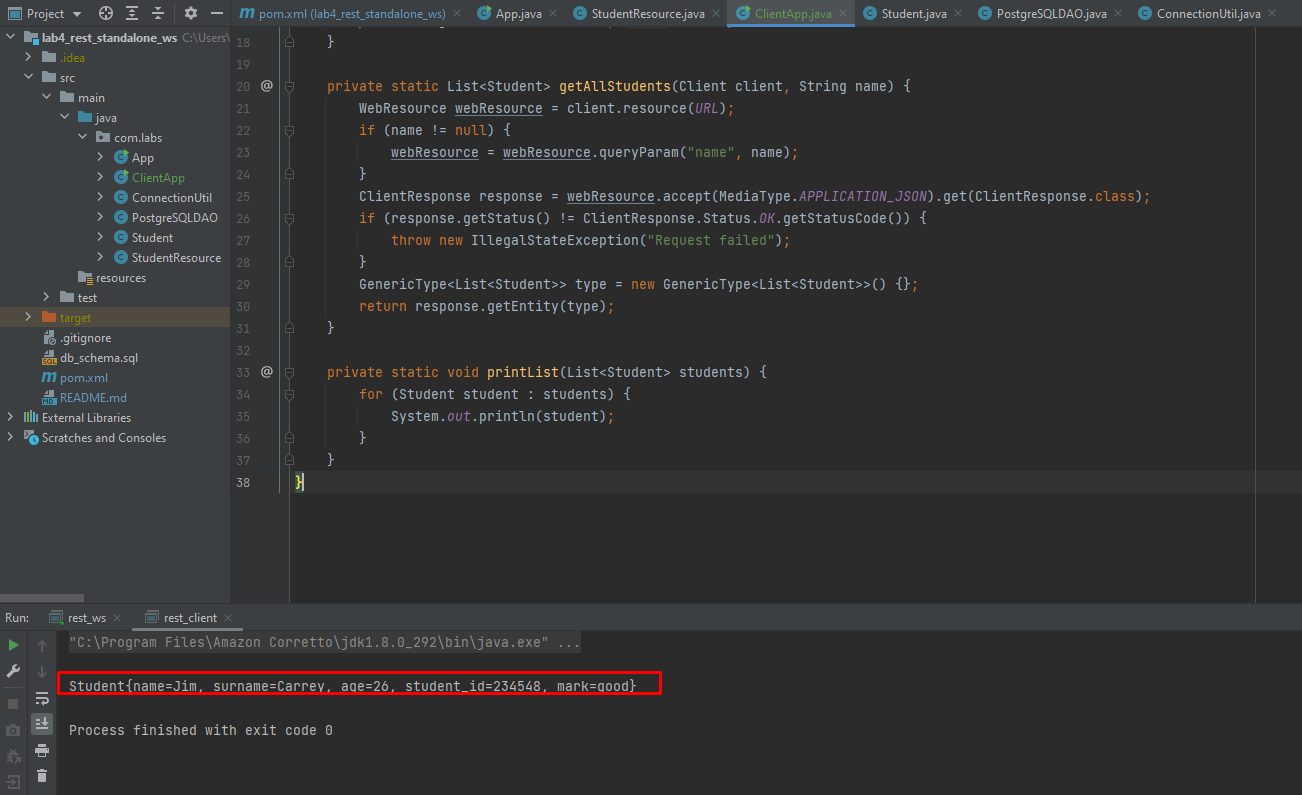 Project
pom.xml (lab4_rest_standalone_ws)
App.java
StudentResource.java
ClientApp.java
Student.java
PostgreSQLDAO.java
ConnectionUtil.java
lab4_rest_standalone_ws C:\Users\
.idea
src
main
java
com.labs
App
ClientApp
ConnectionUtil
PostgreSQLDAO
Student
StudentResource
resources
test
target
.gitignore
db_schema.sql
pom.xml
README.md
External Libraries
Scratches and Consoles
18 }
19
20 @ private static List<Student> getAllStudents(Client client, String name) {
21 WebResource webResource = client.resource(URL);
22 if (name != null) {
23 webResource = webResource.queryParam("name", name);
24 }
25 ClientResponse response = webResource.accept(MediaType.APPLICATION_JSON).get(ClientResponse.class);
26 if (response.getStatus() != ClientResponse.Status.OK.getStatusCode()) {
27 throw new IllegalStateException("Request failed");
28 }
29 GenericType<List<Student>> type = new GenericType<List<Student>>() {};
30 return response.getEntity(type);
31 }
32
33 @ private static void printList(List<Student> students) {
34 for (Student student : students) {
35 System.out.println(student);
36 }
37 }
38 }
Run: rest_ws rest_client
"C:\Program Files\Amazon Corretto\jdk1.8.0_292\bin\java.exe" ...
Student{name=Jim, surname=Carrey, age=26, student_id=234548, mark=good}
Process finished with exit code 0